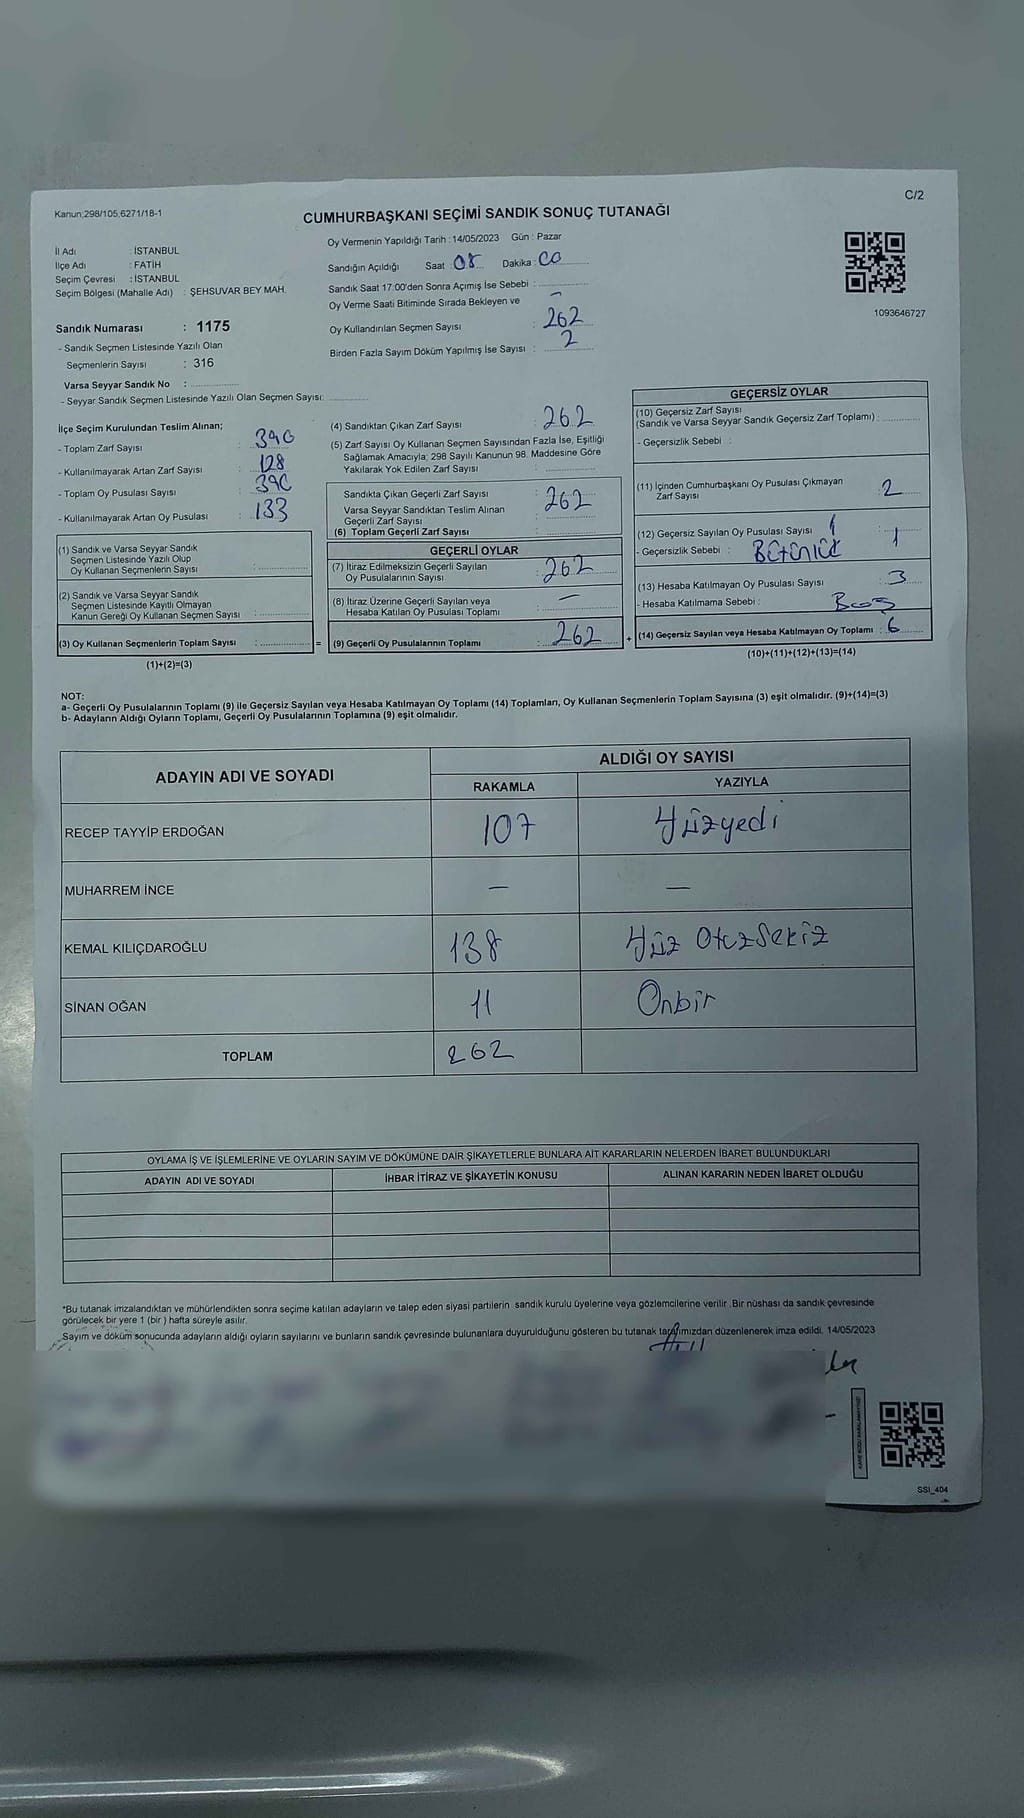 C/2
Kanun;298/105,6271/18-1
CUMHURBAŞKANI SEÇİMİ SANDIK SONUÇ TUTANAĞI
İl Adı : İSTANBUL
İlçe Adı : FATİH
Seçim Çevresi : İSTANBUL
Seçim Bölgesi (Mahalle Adı) : ŞEHSUVAR BEY MAH.
Sandık Numarası : 1175
- Sandık Seçmen Listesinde Yazılı Olan
Seçmenlerin Sayısı : 316
Varsa Seyyar Sandık No :
- Seyyar Sandık Seçmen Listesinde Yazılı Olan Seçmen Sayısı:
Oy Vermenin Yapıldığı Tarih : 14/05/2023 Gün : Pazar
Sandığın Açıldığı Saat : 08 Dakika : 00
Sandık Saat 17:00'den Sonra Açımış İse Sebebi :
Oy Verme Saati Bitiminde Sırada Bekleyen ve –
Oy Kullandırılan Seçmen Sayısı : 262
Birden Fazla Sayım Döküm Yapılmış İse Sayısı : 2
1093646727
İlçe Seçim Kurulundan Teslim Alınan;
- Toplam Zarf Sayısı : 390
- Kullanılmayarak Artan Zarf Sayısı : 128
- Toplam Oy Pusulası Sayısı : 390
- Kullanılmayarak Artan Oy Pusulası : 133
(1) Sandık ve Varsa Seyyar Sandık
Seçmen Listesinde Yazılı Olup
Oy Kullanan Seçmenlerin Sayısı :
(2) Sandık ve Varsa Seyyar Sandık
Seçmen Listesinde Kayıtlı Olmayan
Kanun Gereği Oy Kullanan Seçmen Sayısı :
(3) Oy Kullanan Seçmenlerin Toplam Sayısı : =
(1)+(2)=(3)
(4) Sandıktan Çıkan Zarf Sayısı : 262
(5) Zarf Sayısı Oy Kullanan Seçmen Sayısından Fazla İse, Eşitliği
Sağlamak Amacıyla; 298 Sayılı Kanunun 98. Maddesine Göre
Yakılarak Yok Edilen Zarf Sayısı :
Sandıkta Çıkan Geçerli Zarf Sayısı : 262
Varsa Seyyar Sandıktan Teslim Alınan
Geçerli Zarf Sayısı :
(6) Toplam Geçerli Zarf Sayısı :
GEÇERLİ OYLAR
(7) İtiraz Edilmeksizin Geçerli Sayılan
Oy Pusulalarının Sayısı : 262
(8) İtiraz Üzerine Geçerli Sayılan veya
Hesaba Katılan Oy Pusulası Toplamı : –
(9) Geçerli Oy Pusulalarının Toplamı : 262 +
GEÇERSİZ OYLAR
(10) Geçersiz Zarf Sayısı
(Sandık ve Varsa Seyyar Sandık Geçersiz Zarf Toplamı) :
- Geçersizlik Sebebi :
(11) İçinden Cumhurbaşkanı Oy Pusulası Çıkmayan
Zarf Sayısı : 2
(12) Geçersiz Sayılan Oy Pusulası Sayısı : 1
- Geçersizlik Sebebi : Bütünlük
(13) Hesaba Katılmayan Oy Pusulası Sayısı : 3
- Hesaba Katılmama Sebebi : Boş
(14) Geçersiz Sayılan veya Hesaba Katılmayan Oy Toplamı : 6
(10)+(11)+(12)+(13)=(14)
NOT:
a- Geçerli Oy Pusulalarının Toplamı (9) ile Geçersiz Sayılan veya Hesaba Katılmayan Oy Toplamı (14) Toplamları, Oy Kullanan Seçmenlerin Toplam Sayısına (3) eşit olmalıdır. (9)+(14)=(3)
b- Adayların Aldığı Oyların Toplamı, Geçerli Oy Pusulalarının Toplamına (9) eşit olmalıdır.
ADAYIN ADI VE SOYADI
ALDIĞI OY SAYISI
RAKAMLA YAZIYLA
RECEP TAYYİP ERDOĞAN 107 Yüzyedi
MUHARREM İNCE – –
KEMAL KILIÇDAROĞLU 138 Yüz Otuzsekiz
SİNAN OĞAN 11 Onbir
TOPLAM 262
OYLAMA İŞ VE İŞLEMLERİNE VE OYLARIN SAYIM VE DÖKÜMÜNE DAİR ŞİKAYETLERLE BUNLARA AİT KARARLARIN NELERDEN İBARET BULUNDUKLARI
ADAYIN ADI VE SOYADI İHBAR İTİRAZ VE ŞİKAYETİN KONUSU ALINAN KARARIN NEDEN İBARET OLDUĞU
*Bu tutanak imzalandıktan ve mühürlendikten sonra seçime katılan adayların ve talep eden siyasi partilerin sandık kurulu üyelerine veya gözlemcilerine verilir .Bir nüshası da sandık çevresinde
görülecek bir yere 1 (bir ) hafta süreyle asılır.
Sayım ve döküm sonucunda adayların aldığı oyların sayılarını ve bunların sandık çevresinde bulunanlara duyurulduğunu gösteren bu tutanak tarafımızdan düzenlenerek imza edildi. 14/05/2023
KARE KODU KARALAMAYINIZ!
SSI_404